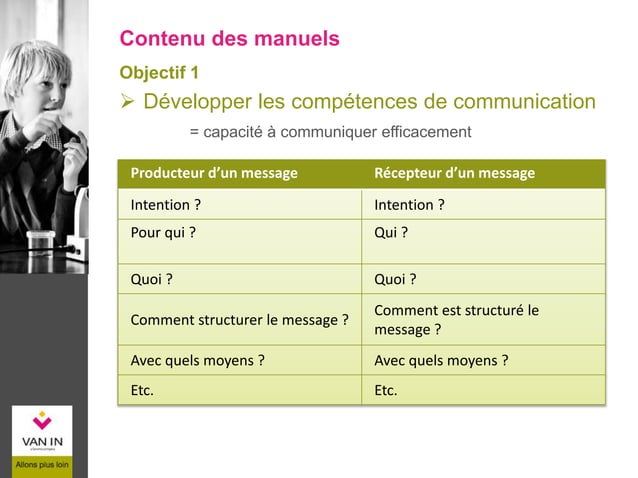 Contenu des manuels
Objectif 1
➢ Développer les compétences de communication
= capacité à communiquer efficacement
Producteur d’un message Récepteur d’un message
Intention ? Intention ?
Pour qui ? Qui ?
Quoi ? Quoi ?
Comment structurer le message ? Comment est structuré le
message ?
Avec quels moyens ? Avec quels moyens ?
Etc. Etc.
VAN IN
Allons plus loin